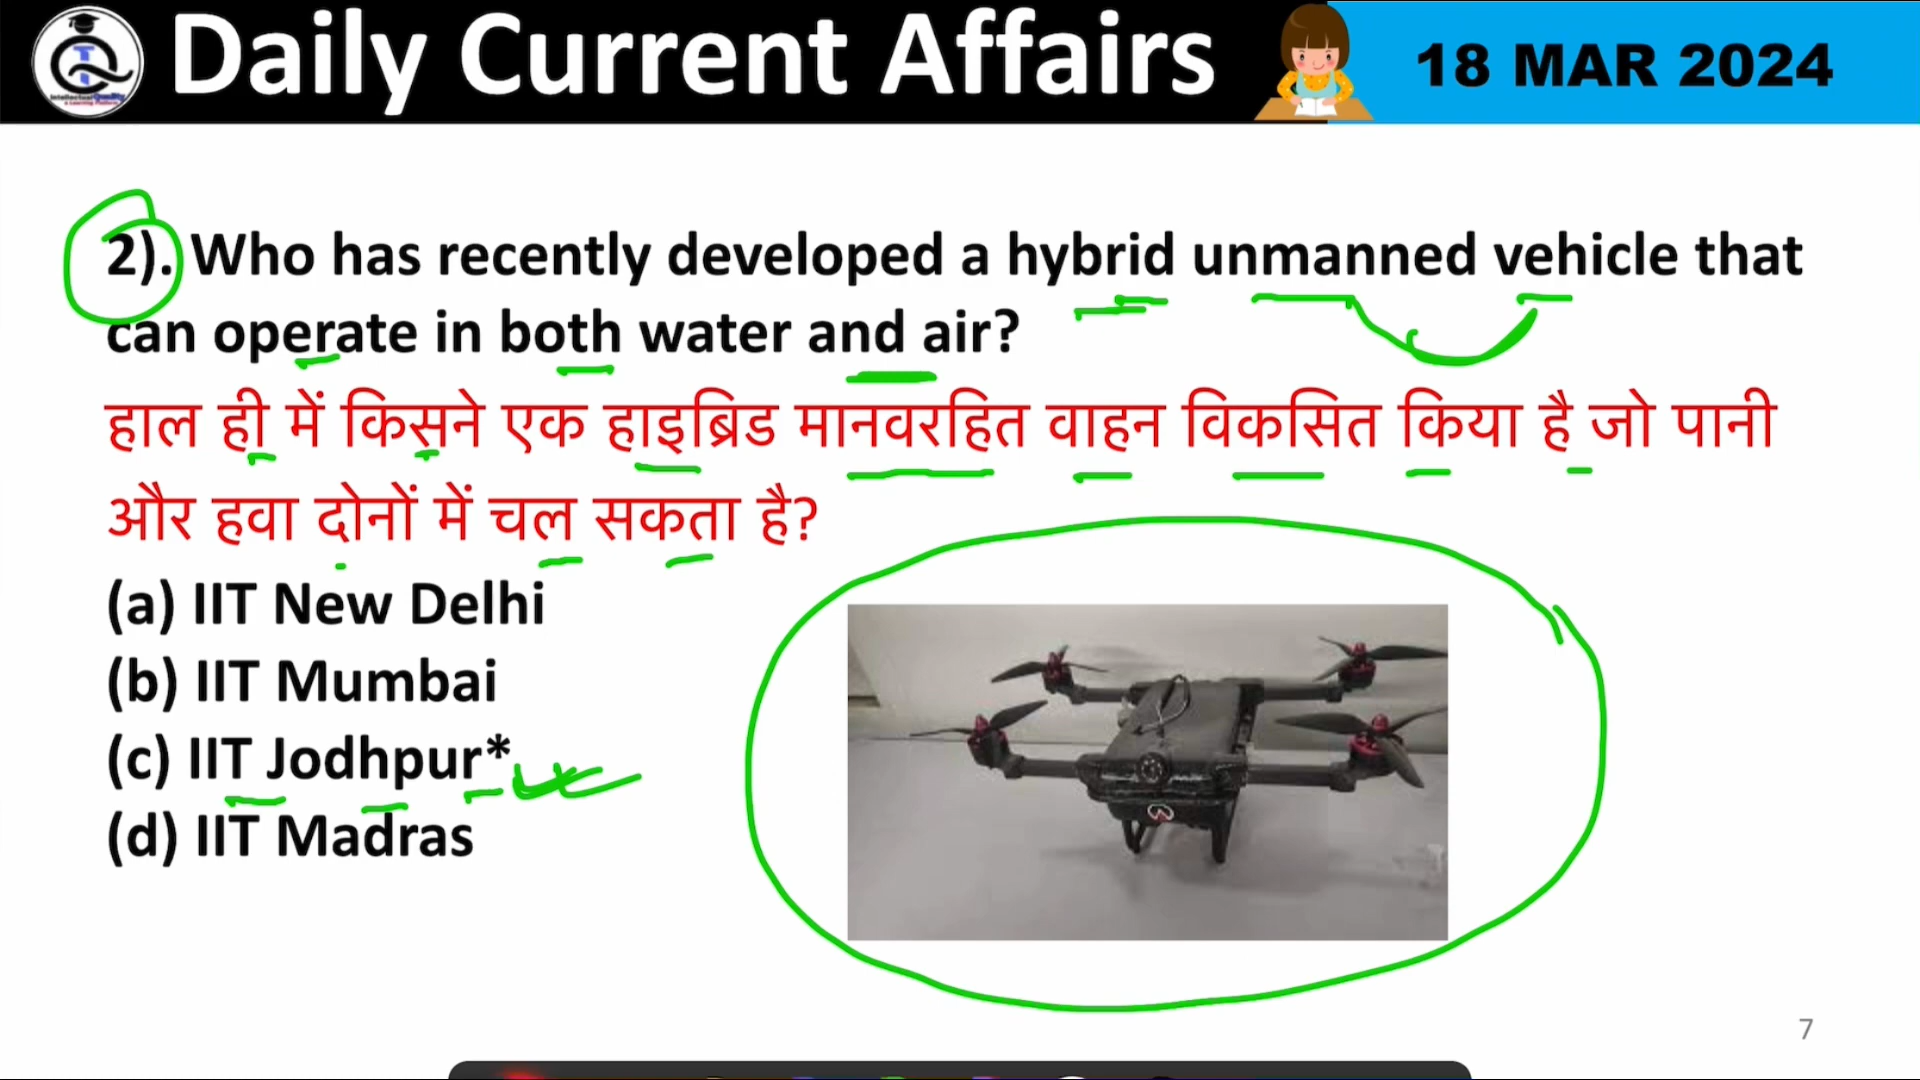 Daily Current Affairs
18 MAR 2024
2). Who has recently developed a hybrid unmanned vehicle that
can operate in both water and air?
हाल ही में किसने एक हाइब्रिड मानवरहित वाहन विकसित किया है जो पानी
और हवा दोनों में चल सकता है?
(a) IIT New Delhi
(b) IIT Mumbai
(c) IIT Jodhpur*
(d) IIT Madras
7